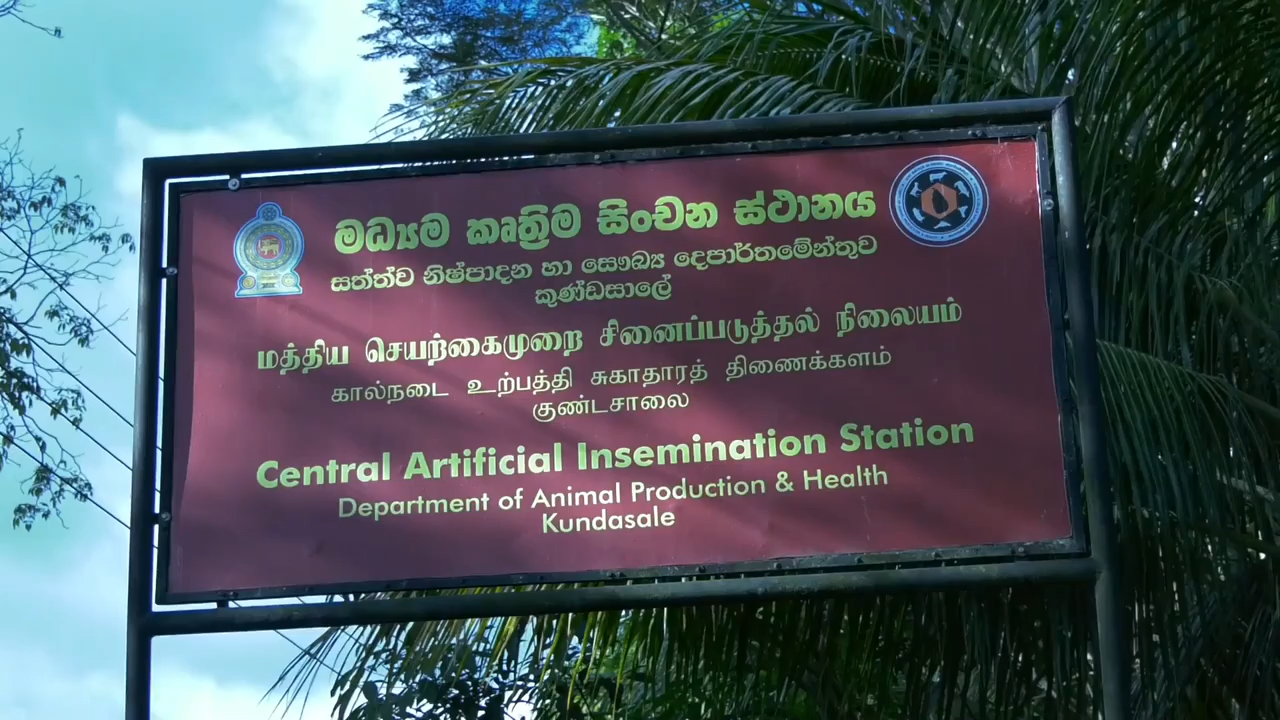 මධ්‍යම කෘත්‍රිම සිංචන ස්ථානය
සත්ත්ව නිෂ්පාදන හා සෞඛ්‍ය දෙපාර්තමේන්තුව
කුණ්ඩසාලේ
மத்திய செயற்கைமுறை சினைப்படுத்தல் நிலையம்
கால்நடை உற்பத்தி சுகாதாரத் திணைக்களம்
குண்டசாலை
Central Artificial Insemination Station
Department of Animal Production & Health
Kundasale